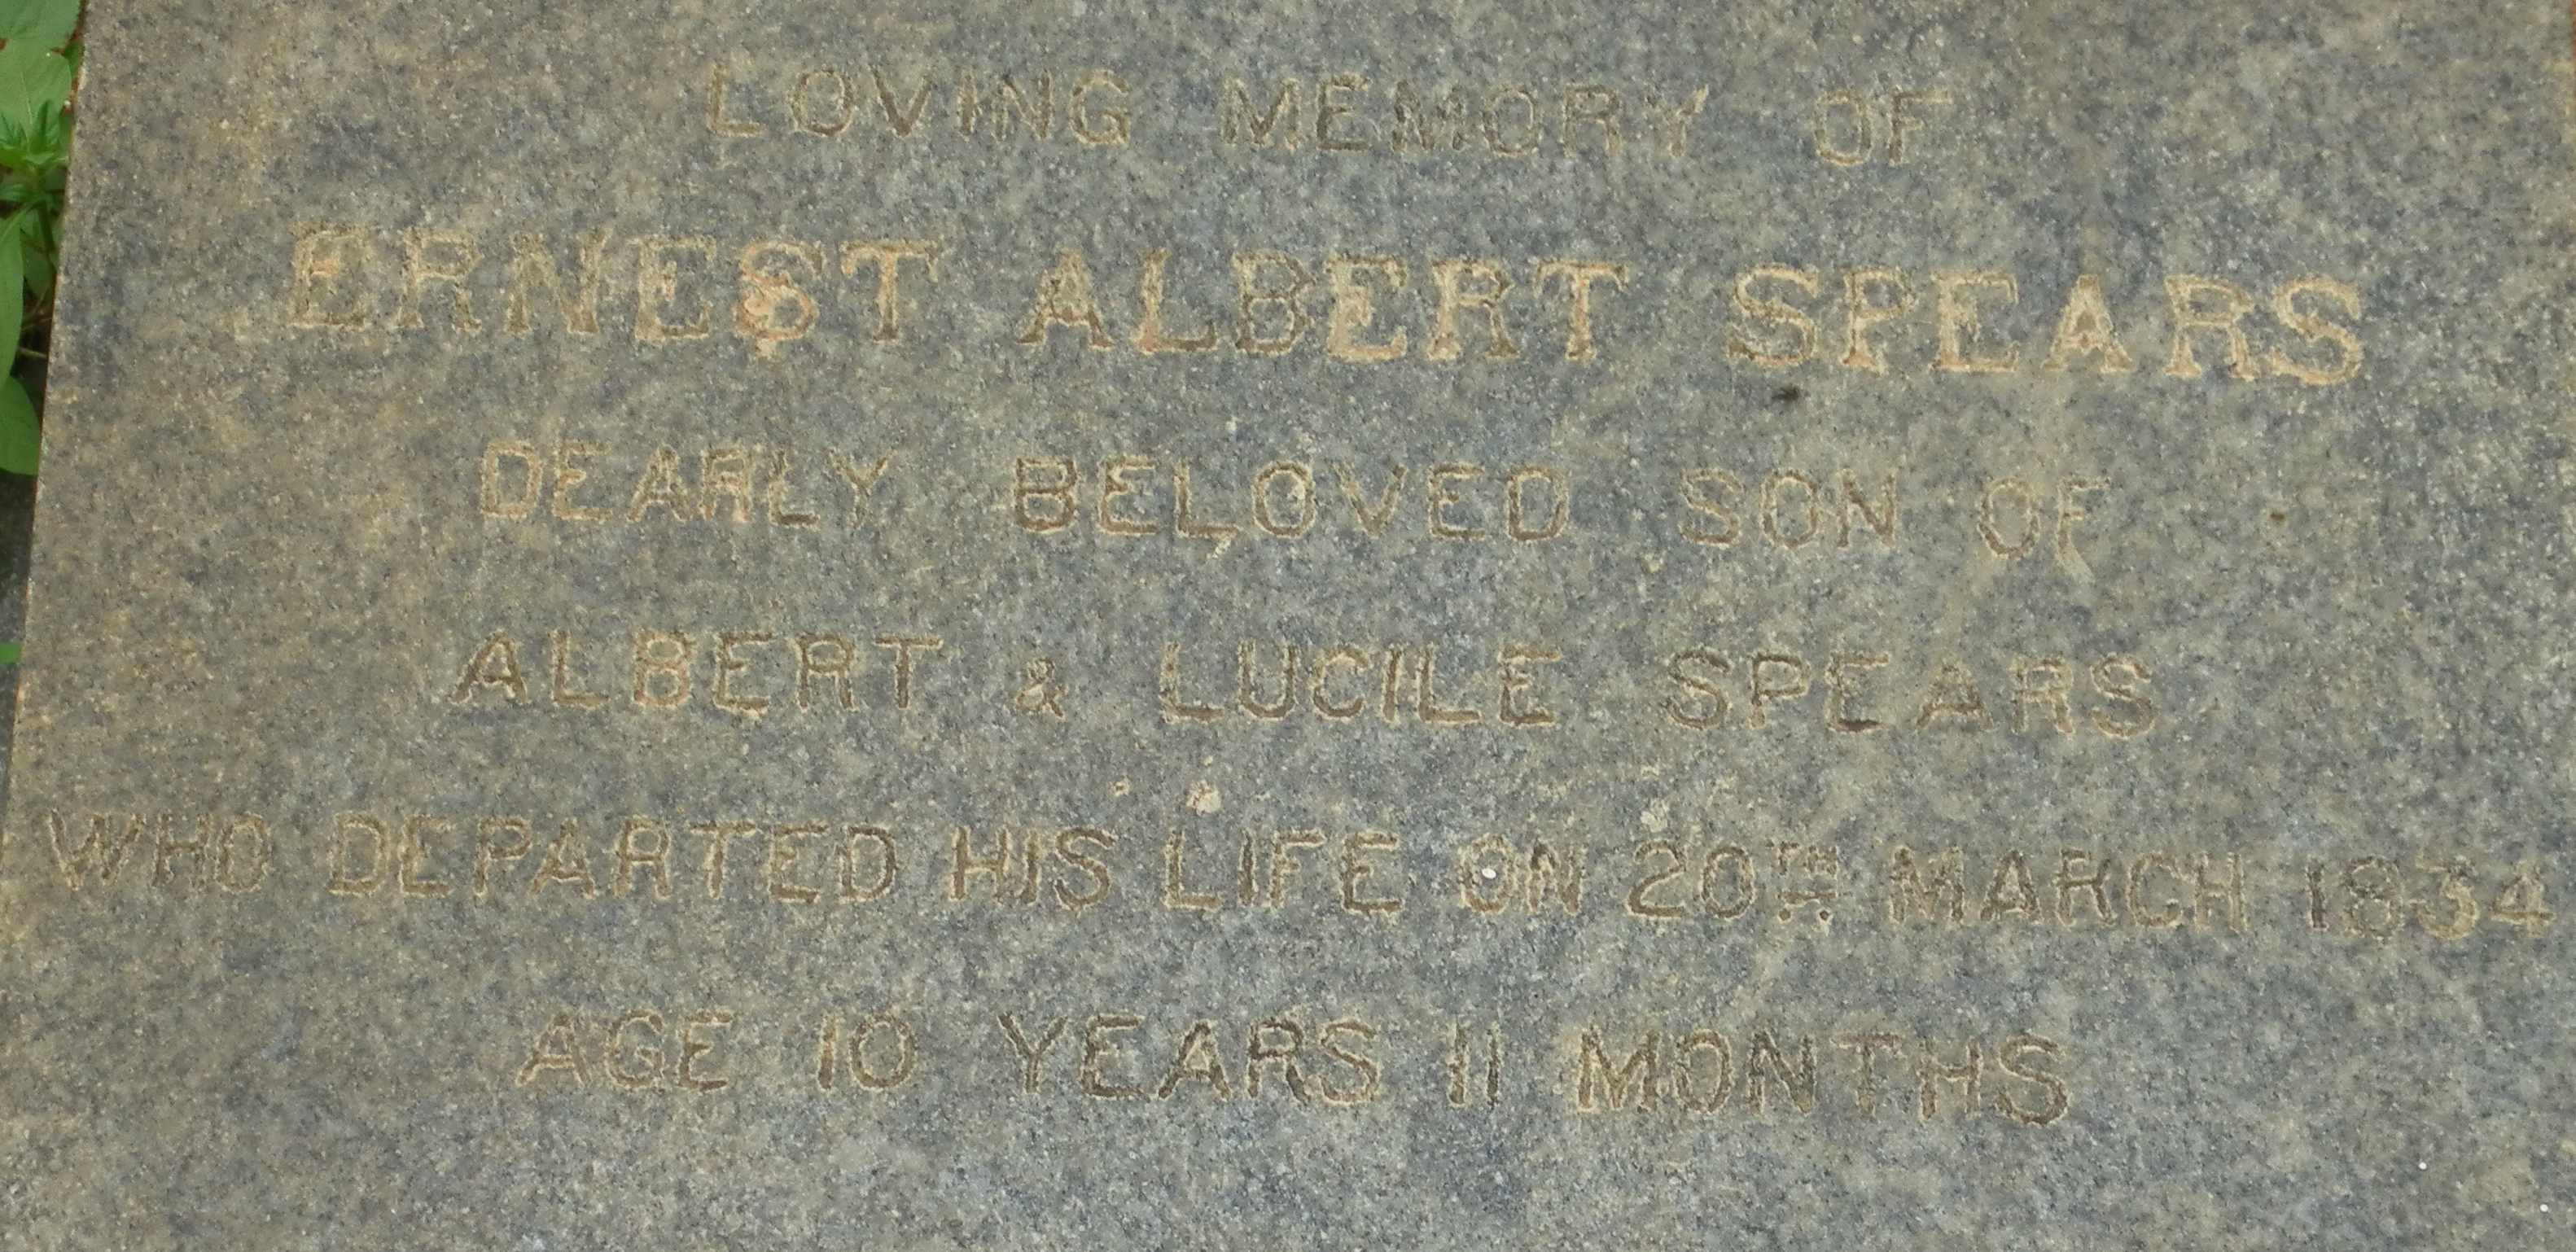 LOVING MEMORY OF
ERNEST ALBERT SPEARS
DEARLY BELOVED SON OF
ALBERT & LUCILE SPEARS
WHO DEPARTED HIS LIFE ON 20TH MARCH 1934
AGE 10 YEARS 11 MONTHS